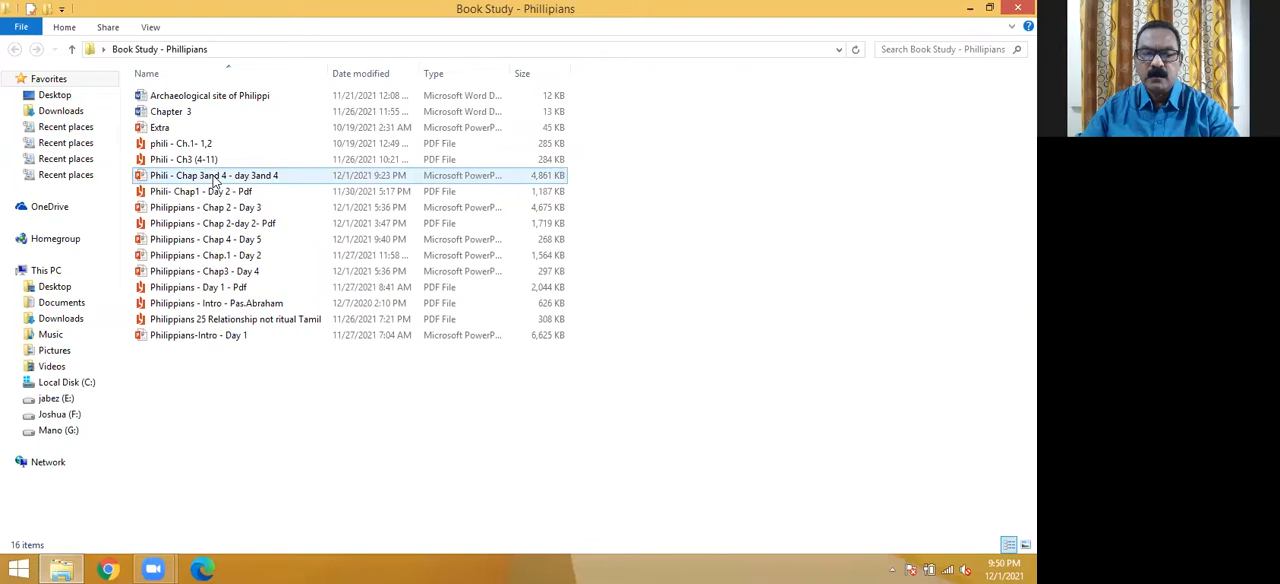 Book Study - Phillipians
File Home Share View
Book Study - Phillipians
Search Book Study - Phillipians
Name Date modified Type Size
Favorites
Desktop
Downloads
Recent places
Recent places
Recent places
Recent places
OneDrive
Homegroup
This PC
Desktop
Documents
Downloads
Music
Pictures
Videos
Local Disk (C:)
jabez (E:)
Joshua (F:)
Mano (G:)
Network
Archaeological site of Philippi 11/21/2021 12:08 ... Microsoft Word D... 12 KB
Chapter 3 11/26/2021 11:55 ... Microsoft Word D... 13 KB
Extra 10/19/2021 2:31 AM Microsoft PowerP... 45 KB
phili - Ch.1- 1,2 10/19/2021 12:49 ... PDF File 285 KB
Phili - Ch3 (4-11) 11/26/2021 10:21 ... PDF File 284 KB
Phili - Chap 3and 4 - day 3and 4 12/1/2021 9:23 PM Microsoft PowerP... 4,861 KB
Phili- Chap1 - Day 2 - Pdf 11/30/2021 5:17 PM PDF File 1,187 KB
Philippians - Chap 2 - Day 3 12/1/2021 5:36 PM Microsoft PowerP... 4,675 KB
Philippians - Chap 2-day 2- Pdf 12/1/2021 3:47 PM PDF File 1,719 KB
Philippians - Chap 4 - Day 5 12/1/2021 9:40 PM Microsoft PowerP... 268 KB
Philippians - Chap.1 - Day 2 11/27/2021 11:58 ... Microsoft PowerP... 1,564 KB
Philippians - Chap3 - Day 4 12/1/2021 5:36 PM Microsoft PowerP... 297 KB
Philippians - Day 1 - Pdf 11/27/2021 8:41 AM PDF File 2,044 KB
Philippians - Intro - Pas.Abraham 12/7/2020 2:10 PM PDF File 626 KB
Philippians 25 Relationship not ritual Tamil 11/26/2021 7:21 PM PDF File 308 KB
Philippians-Intro - Day 1 11/27/2021 7:04 AM Microsoft PowerP... 6,625 KB
16 items
9:50 PM
12/1/2021